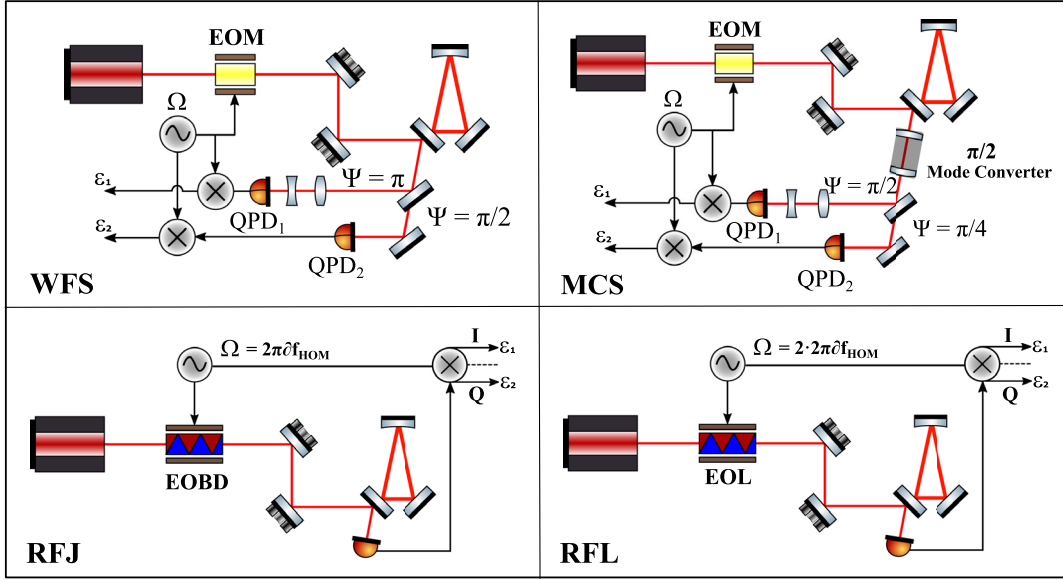 EOM
Ω
Ψ = π
ε₁
QPD₁
Ψ = π/2
ε₂
QPD₂
WFS
EOM
Ω
π/2
Mode Converter
Ψ = π/2
ε₁
QPD₁
Ψ = π/4
ε₂
QPD₂
MCS
Ω = 2π∂f_HOM
I
ε₁
Q
ε₂
EOBD
RFJ
Ω = 2·2π∂f_HOM
I
ε₁
Q
ε₂
EOL
RFL